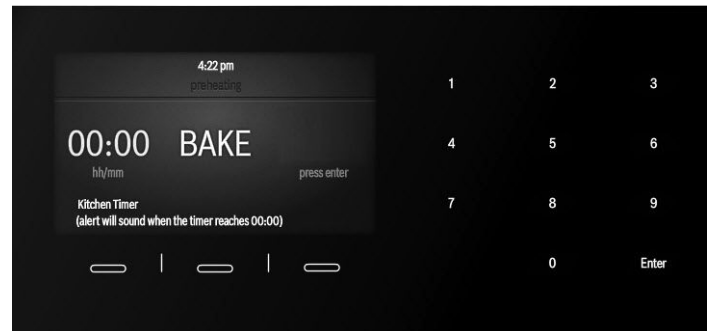 4:22 pm
preheating
00:00 BAKE
hh/mm
press enter
Kitchen Timer
(alert will sound when the timer reaches 00:00)
1 2 3
4 5 6
7 8 9
0 Enter